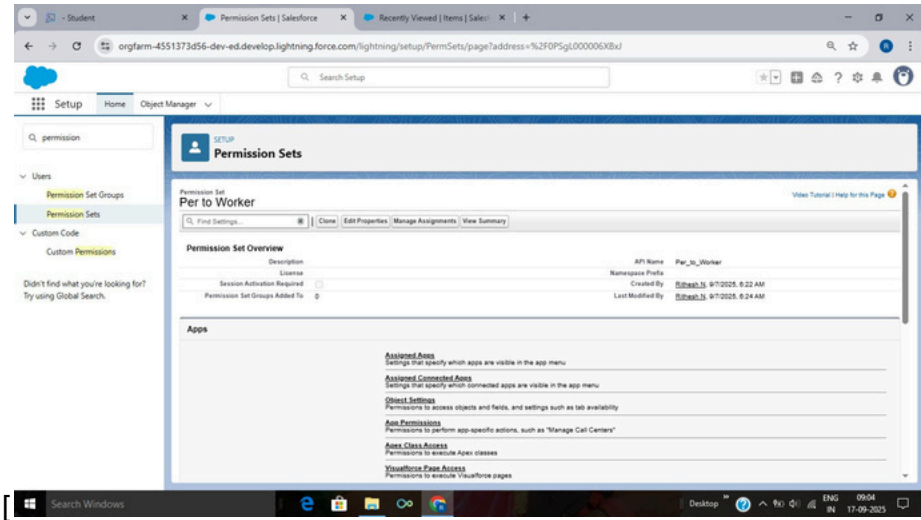 - Student
Permission Sets | Salesforce
Recently Viewed | Items | Sales
orgfarm-4551373d56-dev-ed.develop.lightning.force.com/lightning/setup/PermSets/page?address=%2F0PSgL000006XBxJ
Search Setup
Setup
Home
Object Manager
permission
SETUP
Permission Sets
Users
Permission Set Groups
Permission Sets
Custom Code
Custom Permissions
Didn't find what you're looking for?
Try using Global Search.
Permission Set
Per to Worker
Video Tutorial | Help for this Page
Find Settings...
Clone
Edit Properties
Manage Assignments
View Summary
Permission Set Overview
Description
API Name Per_to_Worker
License
Namespace Prefix
Session Activation Required
Created By Rithesh N, 9/7/2025, 6:22 AM
Permission Set Groups Added To 0
Last Modified By Rithesh N, 9/7/2025, 6:24 AM
Apps
Assigned Apps
Settings that specify which apps are visible in the app menu
Assigned Connected Apps
Settings that specify which connected apps are visible in the app menu
Object Settings
Permissions to access objects and fields, and settings such as tab availability
App Permissions
Permissions to perform app-specific actions, such as "Manage Call Centers"
Apex Class Access
Permissions to execute Apex classes
Visualforce Page Access
Permissions to execute Visualforce pages
[
Search Windows
Desktop
ENG
IN
09:04
17-09-2025